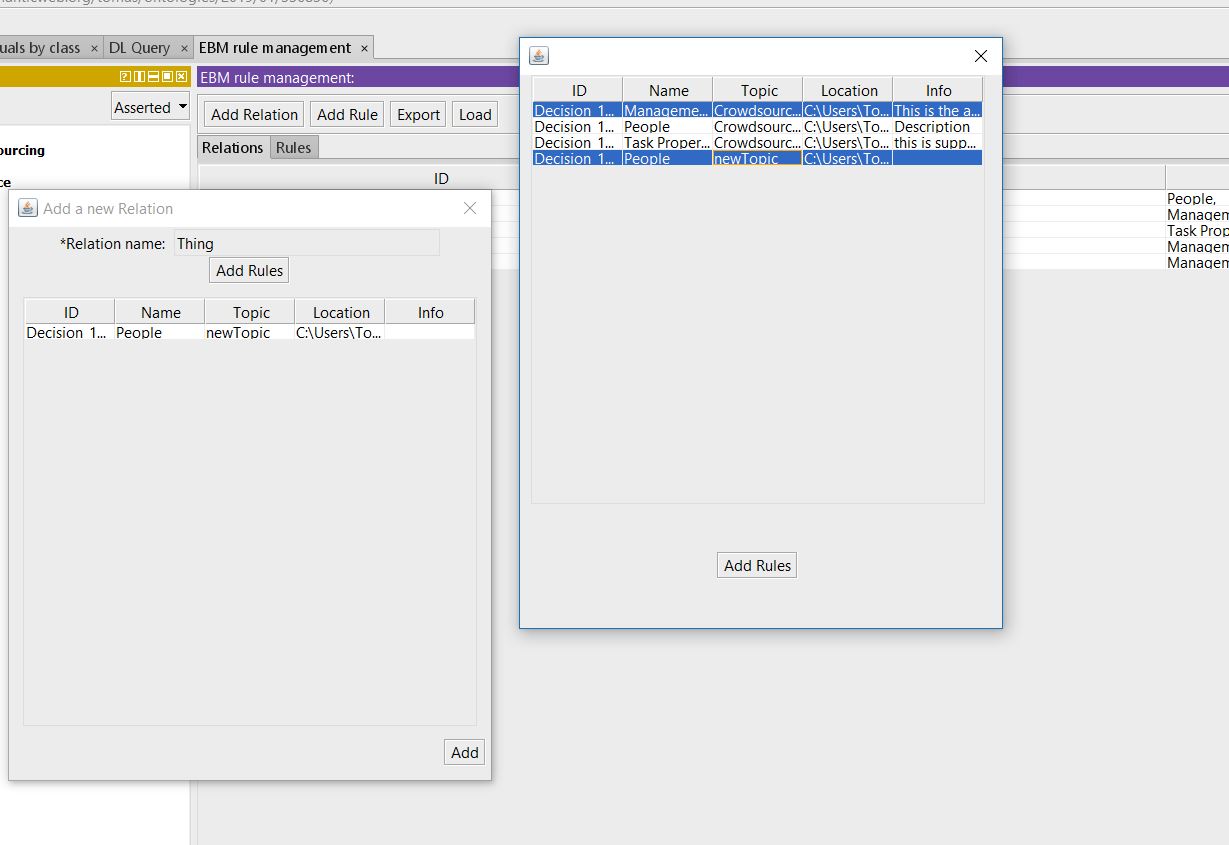 uals by class × DL Query × EBM rule management ×
EBM rule management:
Asserted
Add Relation Add Rule Export Load
ourcing
Relations Rules
ce
ID
People,
Managem
Task Prop
Managem
Managem
Add a new Relation
*Relation name: Thing
Add Rules
ID Name Topic Location Info
Decision 1... People newTopic C:\Users\To...
Add
ID Name Topic Location Info
Decision 1... Manageme... Crowdsourc... C:\Users\To... This is the a...
Decision 1... People Crowdsourc... C:\Users\To... Description
Decision 1... Task Proper... Crowdsourc... C:\Users\To... this is supp...
Decision 1... People newTopic C:\Users\To...
Add Rules